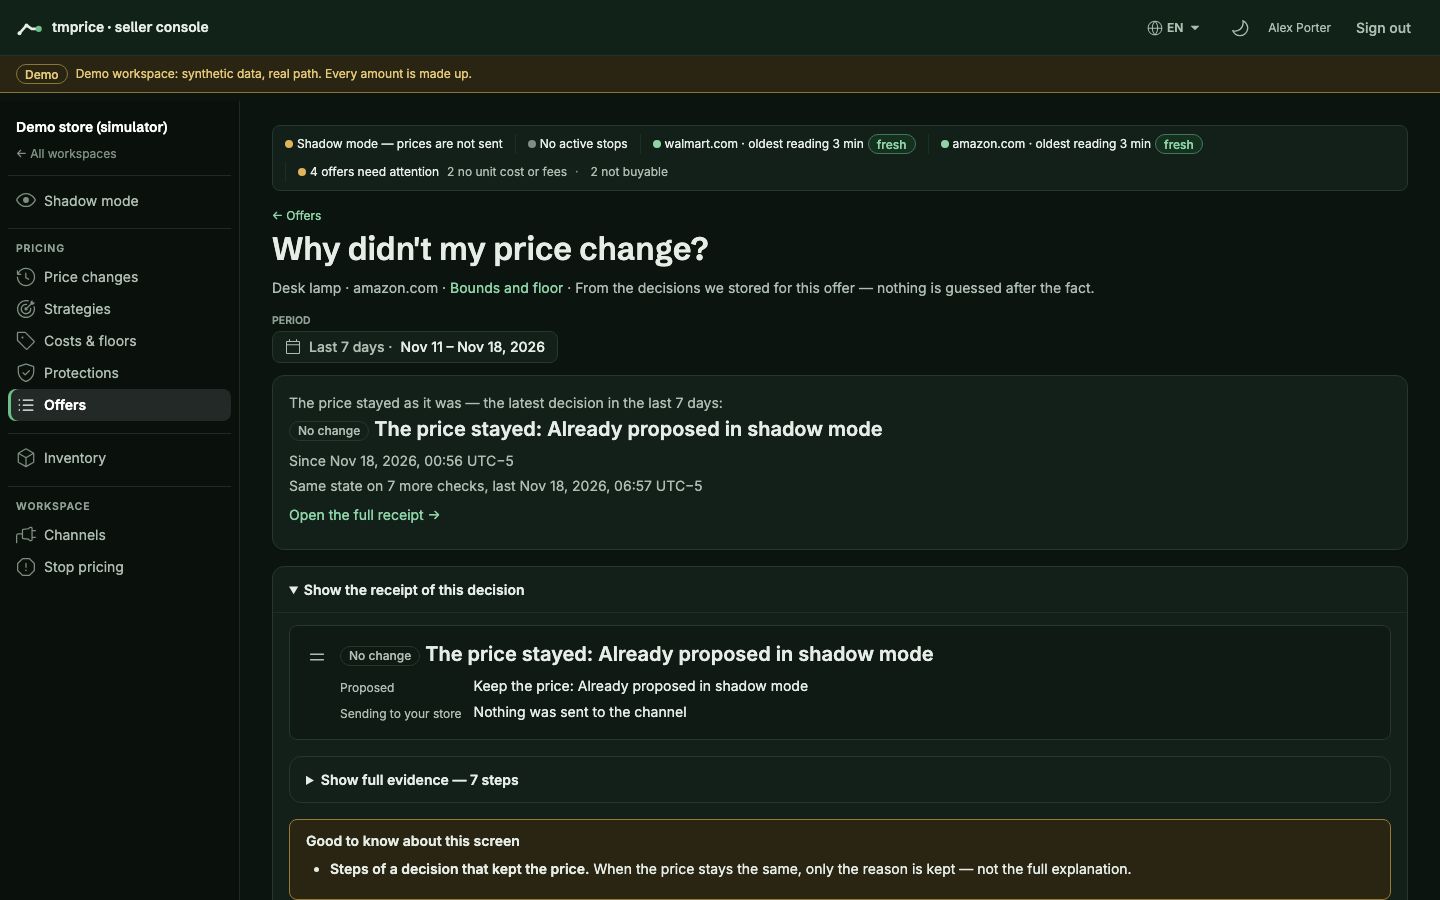 tmprice · seller console
EN
Alex Porter
Sign out
Demo
Demo workspace: synthetic data, real path. Every amount is made up.
Demo store (simulator)
← All workspaces
Shadow mode
PRICING
Price changes
Strategies
Costs & floors
Protections
Offers
Inventory
WORKSPACE
Channels
Stop pricing
Shadow mode — prices are not sent
No active stops
walmart.com · oldest reading 3 min fresh
amazon.com · oldest reading 3 min fresh
4 offers need attention 2 no unit cost or fees · 2 not buyable
← Offers
Why didn't my price change?
Desk lamp · amazon.com · Bounds and floor · From the decisions we stored for this offer — nothing is guessed after the fact.
PERIOD
Last 7 days · Nov 11 – Nov 18, 2026
The price stayed as it was — the latest decision in the last 7 days:
No change The price stayed: Already proposed in shadow mode
Since Nov 18, 2026, 00:56 UTC−5
Same state on 7 more checks, last Nov 18, 2026, 06:57 UTC−5
Open the full receipt →
▼ Show the receipt of this decision
No change The price stayed: Already proposed in shadow mode
Proposed Keep the price: Already proposed in shadow mode
Sending to your store Nothing was sent to the channel
▶ Show full evidence — 7 steps
Good to know about this screen
• Steps of a decision that kept the price. When the price stays the same, only the reason is kept — not the full explanation.